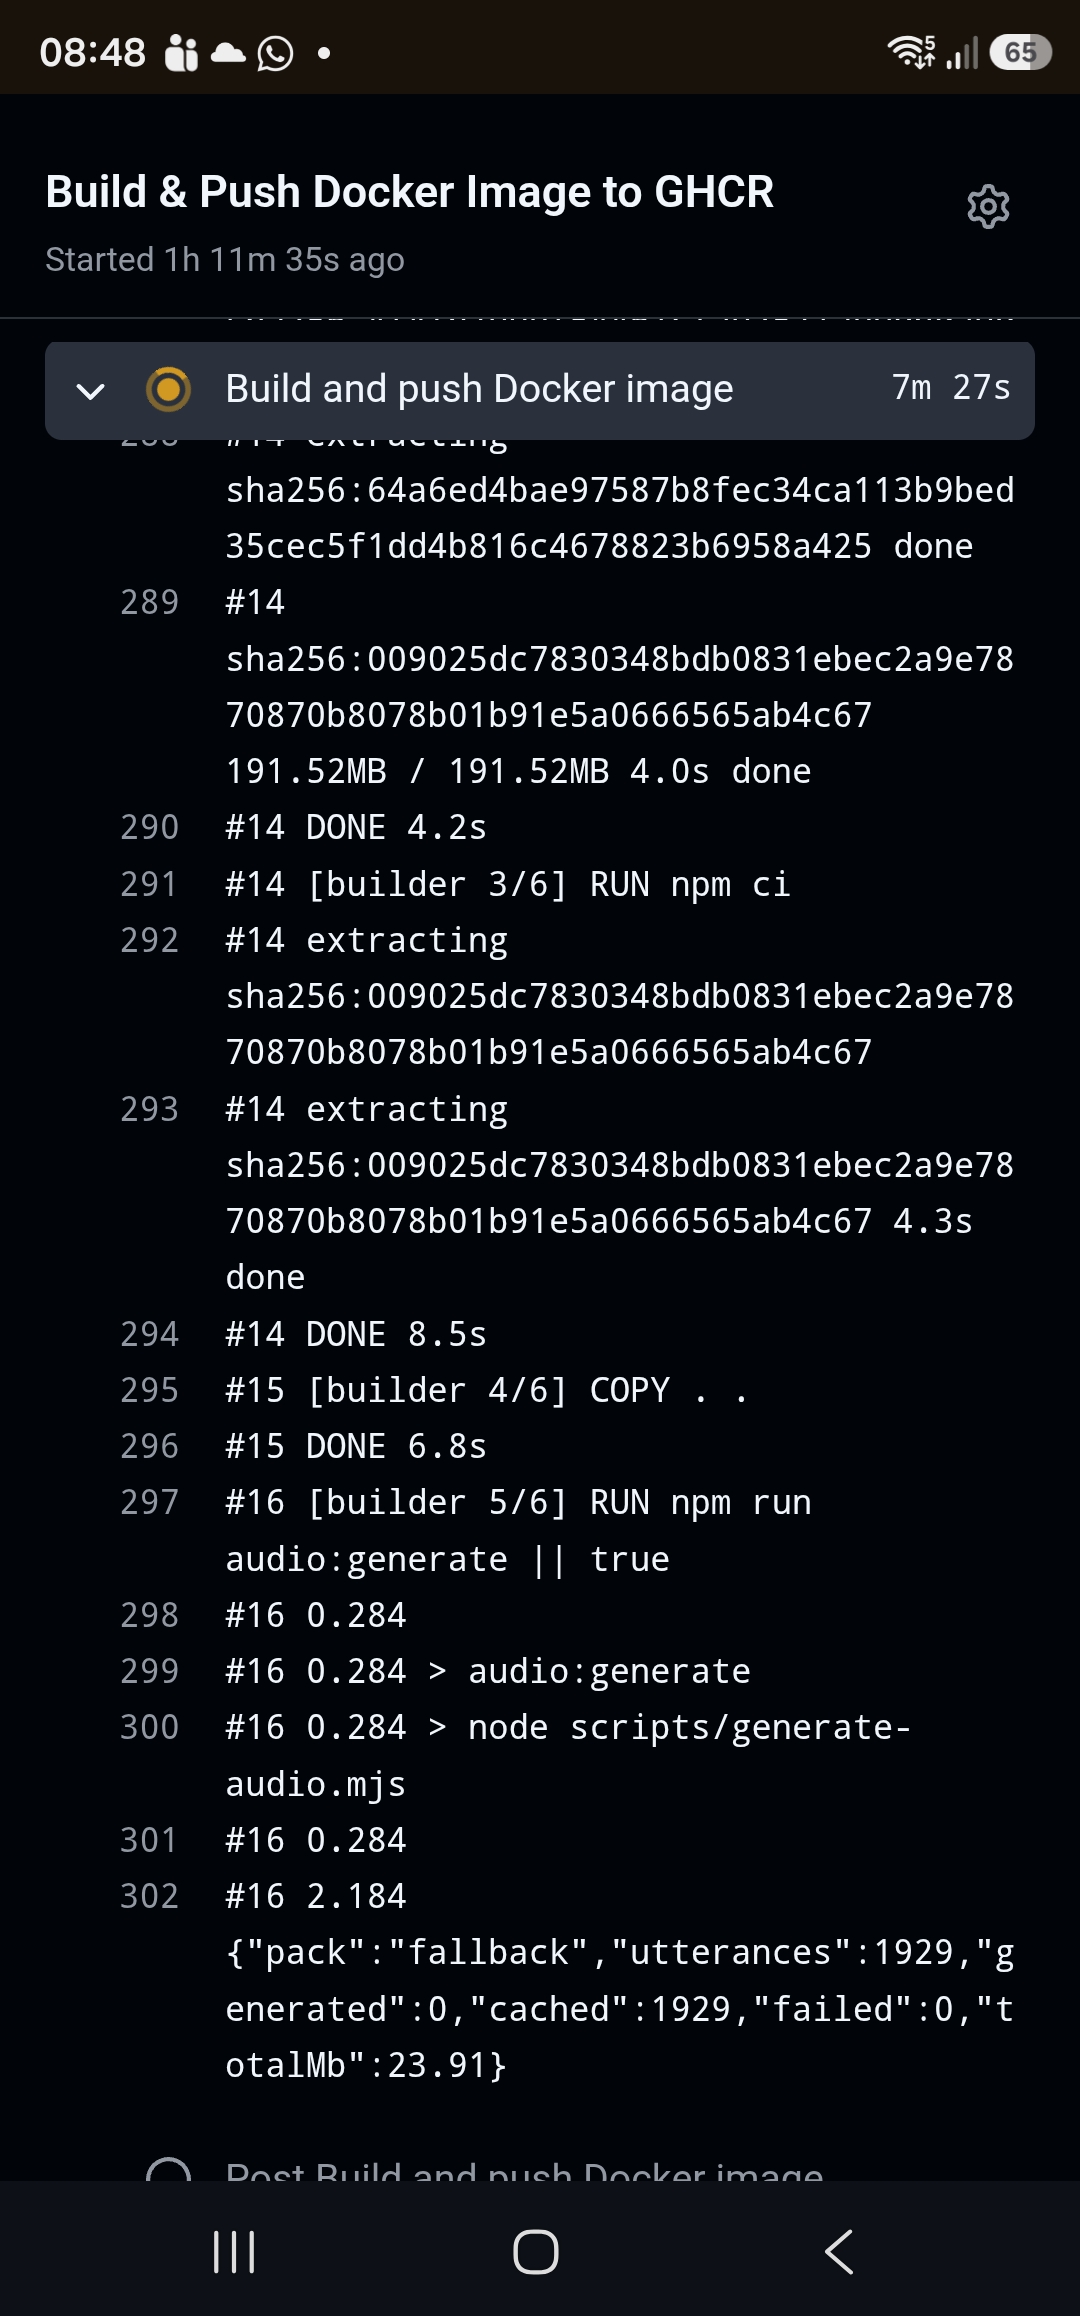 08:48
5
65
Build & Push Docker Image to GHCR
Started 1h 11m 35s ago
Build and push Docker image 7m 27s
288 #14 extracting
sha256:64a6ed4bae97587b8fec34ca113b9bed
35cec5f1dd4b816c4678823b6958a425 done
289 #14
sha256:009025dc7830348bdb0831ebec2a9e78
70870b8078b01b91e5a0666565ab4c67
191.52MB / 191.52MB 4.0s done
290 #14 DONE 4.2s
291 #14 [builder 3/6] RUN npm ci
292 #14 extracting
sha256:009025dc7830348bdb0831ebec2a9e78
70870b8078b01b91e5a0666565ab4c67
293 #14 extracting
sha256:009025dc7830348bdb0831ebec2a9e78
70870b8078b01b91e5a0666565ab4c67 4.3s
done
294 #14 DONE 8.5s
295 #15 [builder 4/6] COPY . .
296 #15 DONE 6.8s
297 #16 [builder 5/6] RUN npm run
audio:generate || true
298 #16 0.284
299 #16 0.284 > audio:generate
300 #16 0.284 > node scripts/generate-
audio.mjs
301 #16 0.284
302 #16 2.184
{"pack":"fallback","utterances":1929,"g
enerated":0,"cached":1929,"failed":0,"t
otalMb":23.91}
Post Build and push Docker image